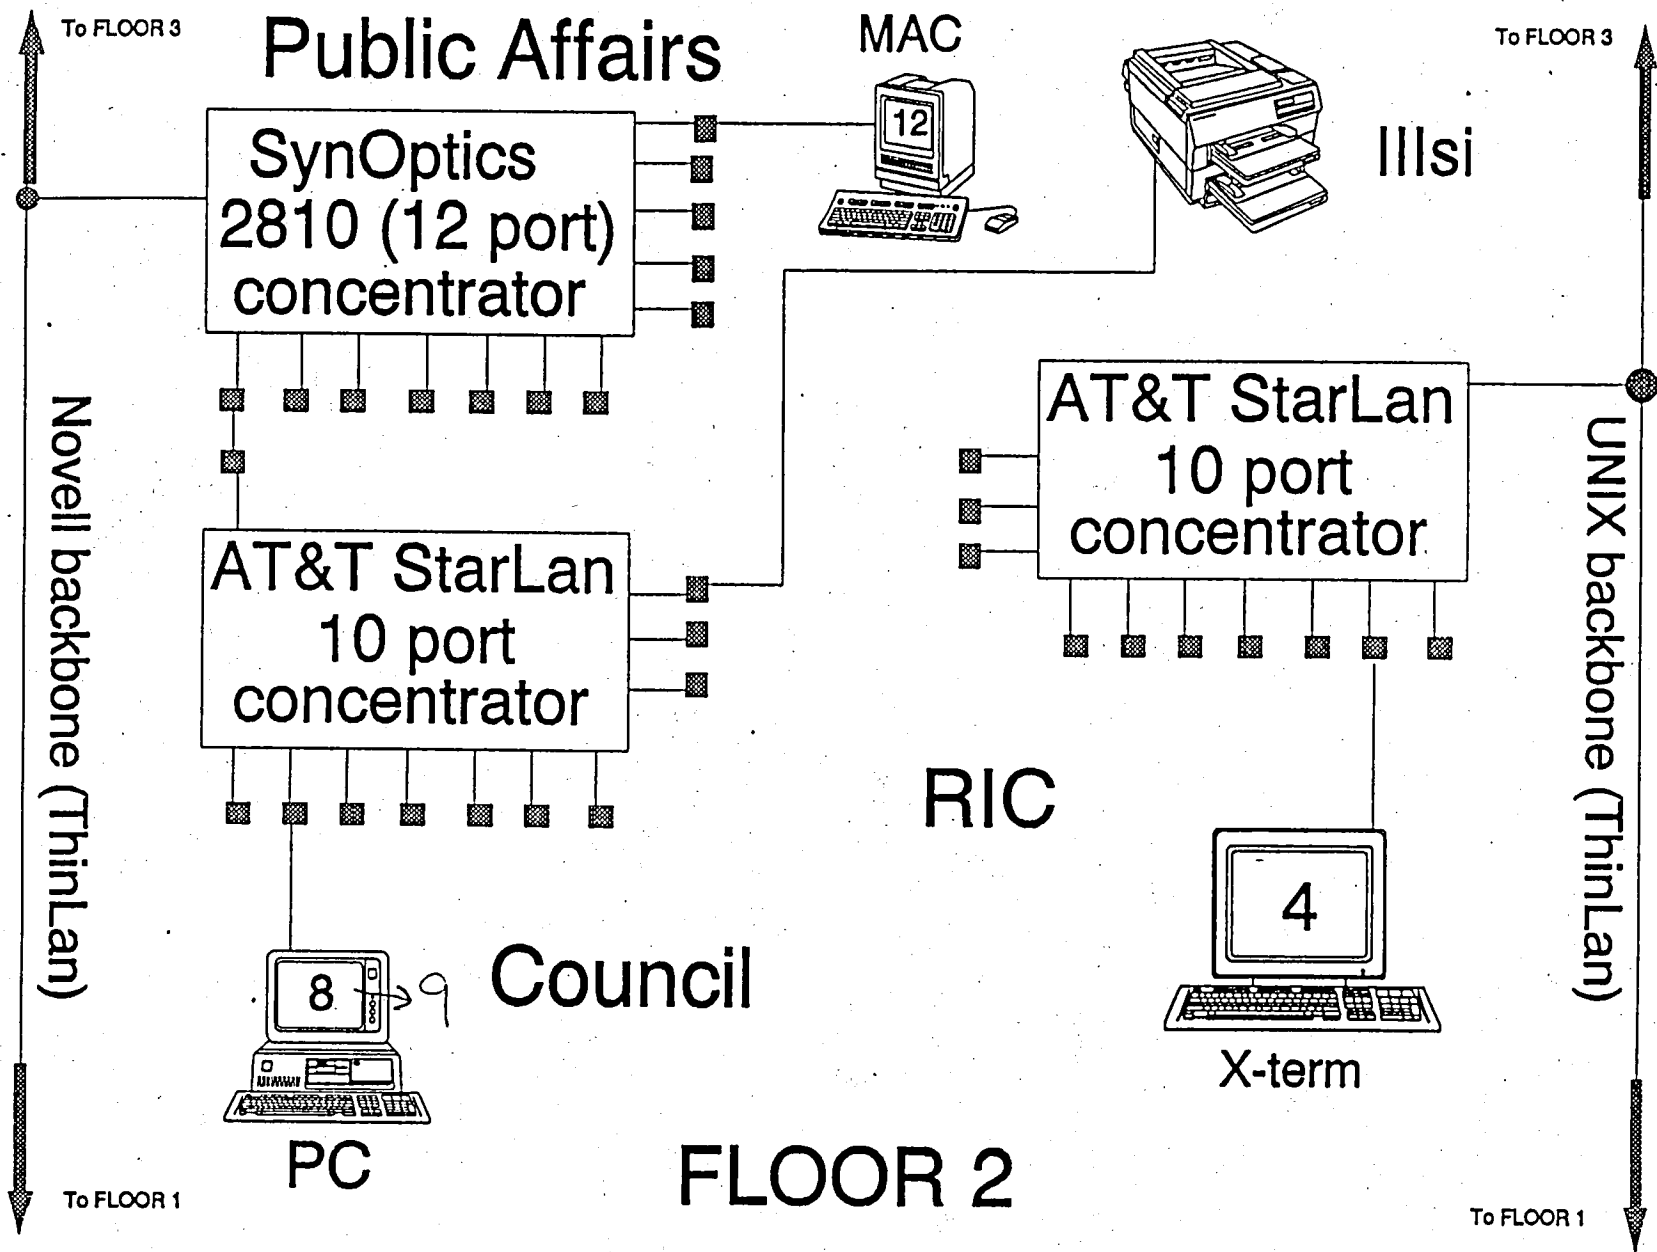 To FLOOR 3
Public Affairs
MAC
To FLOOR 3
12
IIIsi
SynOptics
2810 (12 port)
concentrator
Novell backbone (ThinLan)
AT&T StarLan
10 port
concentrator
UNIX backbone (ThinLan)
AT&T StarLan
10 port
concentrator
RIC
4
Council
8
9
X-term
PC
FLOOR 2
To FLOOR 1
To FLOOR 1